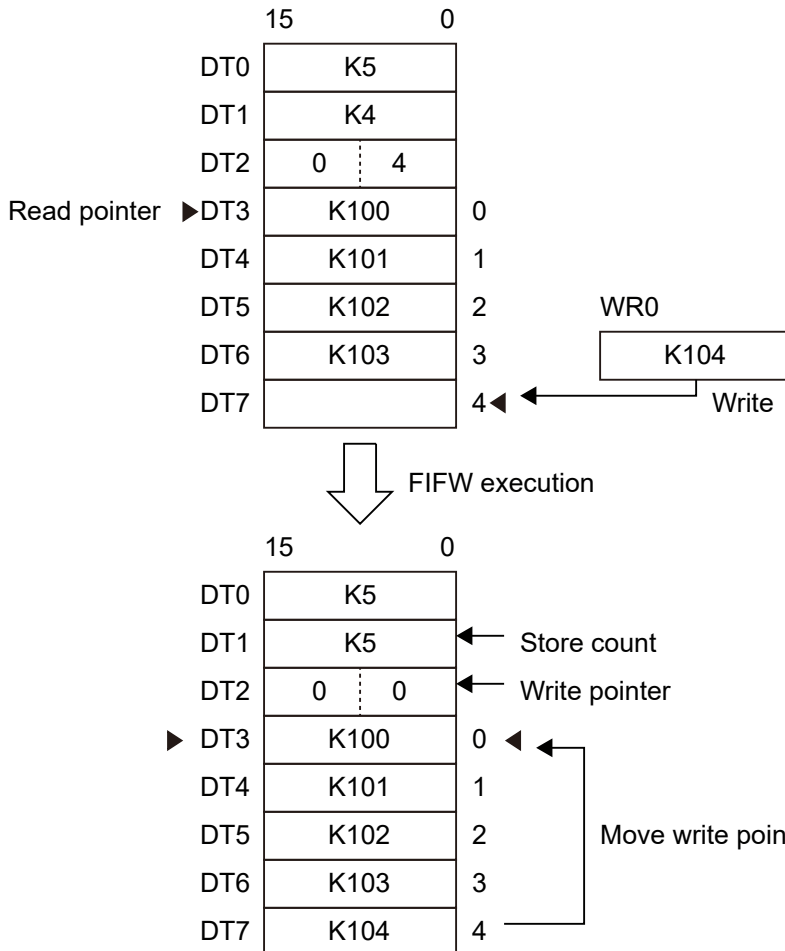 15 0
DT0 K5
DT1 K4
DT2 0 4
Read pointer DT3 K100 0
DT4 K101 1
DT5 K102 2 WR0
DT6 K103 3 K104
DT7 4 Write
FIFW execution
15 0
DT0 K5
DT1 K5 Store count
DT2 0 0 Write pointer
DT3 K100 0
DT4 K101 1
DT5 K102 2 Move write poin
DT6 K103 3
DT7 K104 4